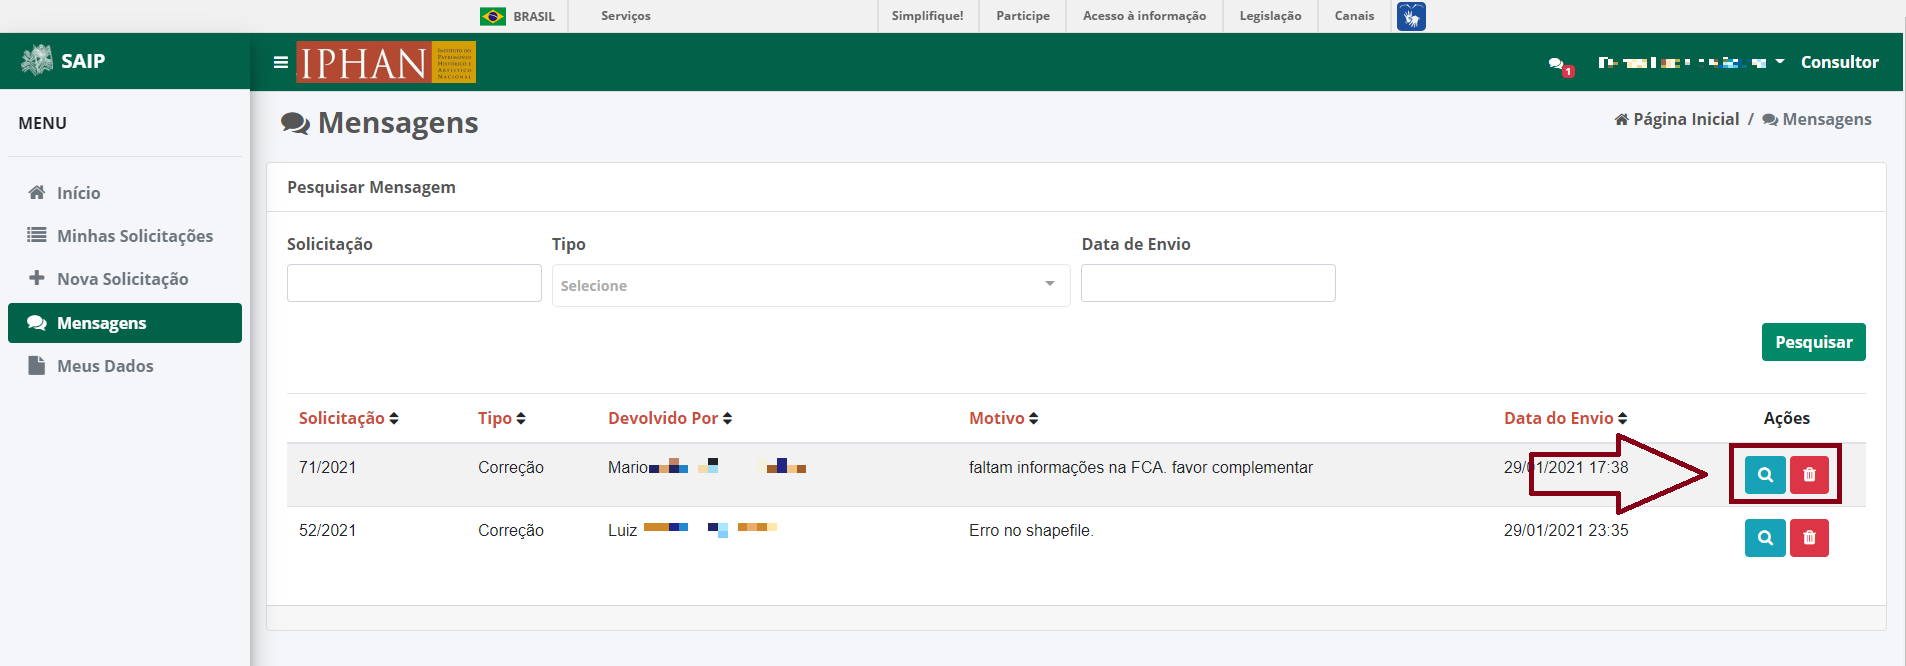 BRASIL Serviços Simplifique! Participe Acesso à informação Legislação Canais
SAIP
IPHAN INSTITUTO DO
PATRIMÔNIO
HISTÓRICO E
ARTÍSTICO
NACIONAL
1 Consultor
MENU
Início
Minhas Solicitações
Nova Solicitação
Mensagens
Meus Dados
Mensagens
Página Inicial / Mensagens
Pesquisar Mensagem
Solicitação Tipo Data de Envio
Selecione
Pesquisar
Solicitação Tipo Devolvido Por Motivo Data do Envio Ações
71/2021 Correção Mario faltam informações na FCA. favor complementar 29/01/2021 17:38
52/2021 Correção Luiz Erro no shapefile. 29/01/2021 23:35